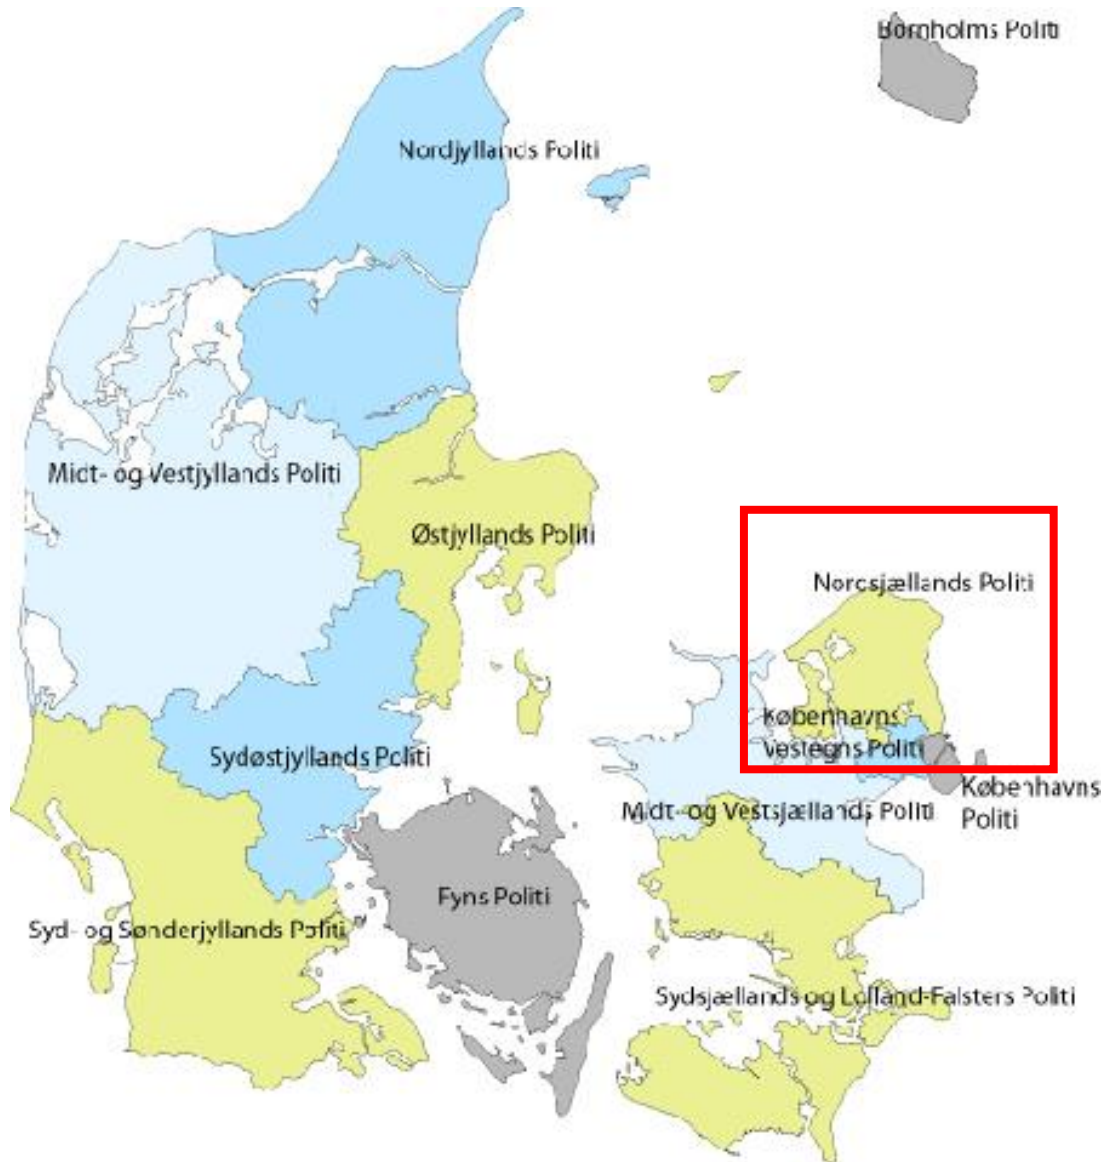 Bornholms Politi
Nordjyllands Politi
Midt- og Vestjyllands Politi
Østjyllands Politi
Nordsjællands Politi
Københavns
Vestegns Politi
Sydøstjyllands Politi
Københavns
Politi
Midt- og Vestsjællands Politi
Fyns Politi
Syd- og Sønderjyllands Politi
Sydsjællands og Lolland-Falsters Politi